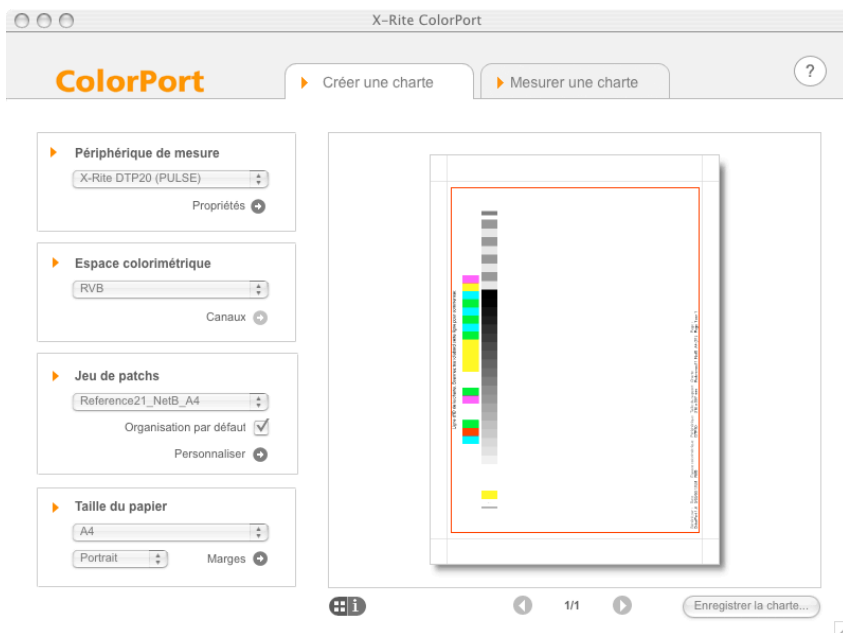 X-Rite ColorPort
ColorPort
Créer une charte
Mesurer une charte
?
Périphérique de mesure
X-Rite DTP20 (PULSE)
Propriétés
Espace colorimétrique
RVB
Canaux
Jeu de patchs
Reference21_NetB_A4
Organisation par défaut
Personnaliser
Taille du papier
A4
Portrait
Marges
i
1/1
Enregistrer la charte...